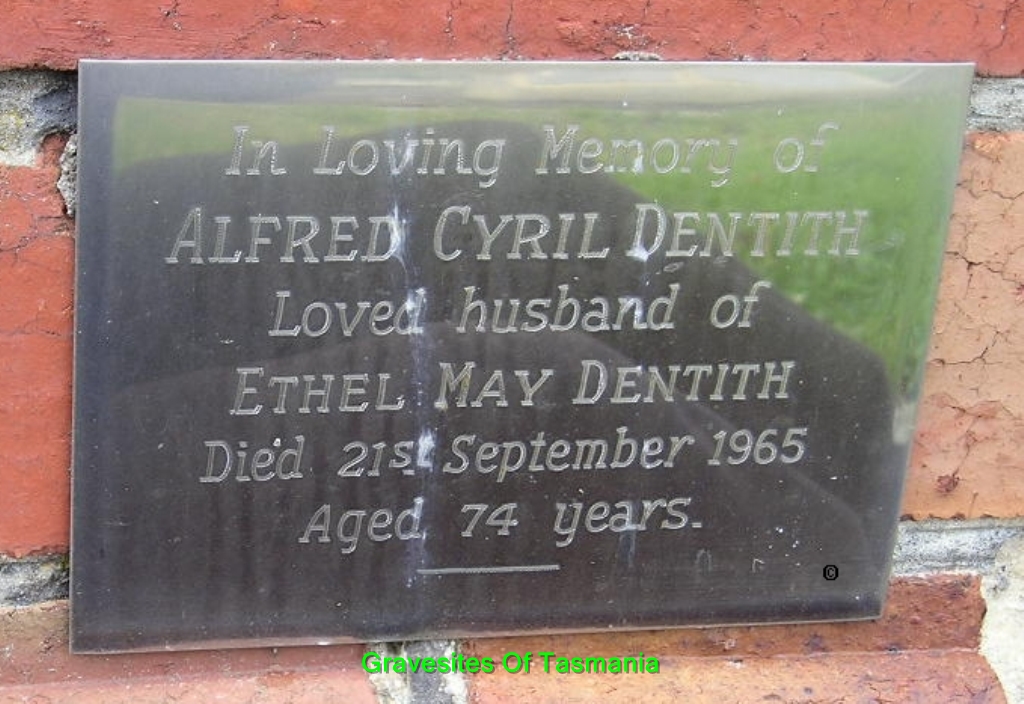 In Loving Memory of
ALFRED CYRIL DENTITH
Loved husband of
ETHEL MAY DENTITH
Died 21st September 1965
Aged 74 years.
©
Gravesites Of Tasmania